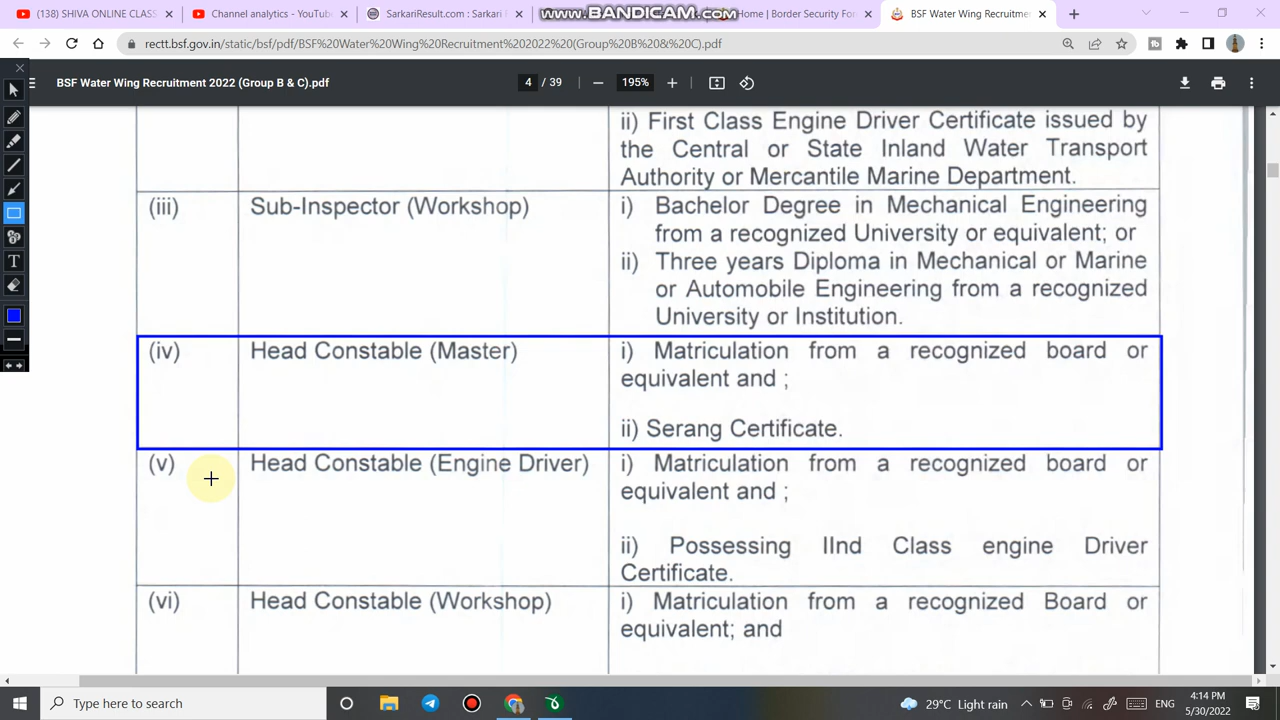 (138) SHIVA ONLINE CLASS
Channel analytics - YouTube
SarkariResult.com : Sarkari
www.BANDICAM.com
Home | Border Security For
BSF Water Wing Recruitment
rectt.bsf.gov.in/static/bsf/pdf/BSF%20Water%20Wing%20Recruitment%202022%20(Group%20B%20&%20C).pdf
BSF Water Wing Recruitment 2022 (Group B & C).pdf
4 / 39
195%
ii) First Class Engine Driver Certificate issued by
the Central or State Inland Water Transport
Authority or Mercantile Marine Department.
(iii) Sub-Inspector (Workshop) i) Bachelor Degree in Mechanical Engineering
from a recognized University or equivalent; or
ii) Three years Diploma in Mechanical or Marine
or Automobile Engineering from a recognized
University or Institution.
(iv) Head Constable (Master) i) Matriculation from a recognized board or
equivalent and ;
ii) Serang Certificate.
(v) Head Constable (Engine Driver) i) Matriculation from a recognized board or
equivalent and ;
ii) Possessing IInd Class engine Driver
Certificate.
(vi) Head Constable (Workshop) i) Matriculation from a recognized Board or
equivalent; and
Type here to search
29°C Light rain
ENG
4:14 PM
5/30/2022